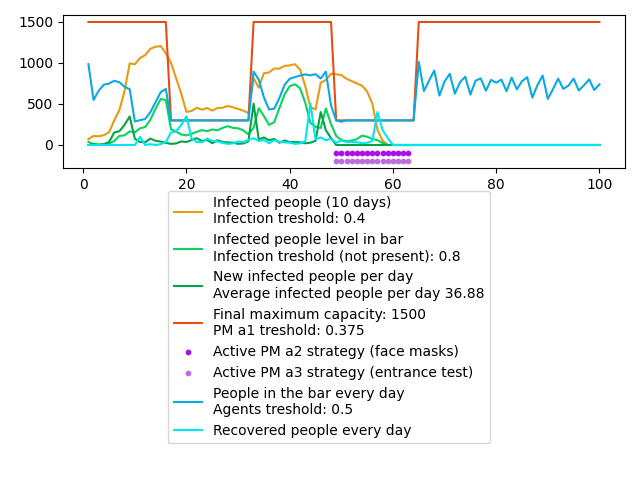 1500
1000
500
0
0 20 40 60 80 100
Infected people (10 days)
Infection treshold: 0.4
Infected people level in bar
Infection treshold (not present): 0.8
New infected people per day
Average infected people per day 36.88
Final maximum capacity: 1500
PM a1 treshold: 0.375
Active PM a2 strategy (face masks)
Active PM a3 strategy (entrance test)
People in the bar every day
Agents treshold: 0.5
Recovered people every day